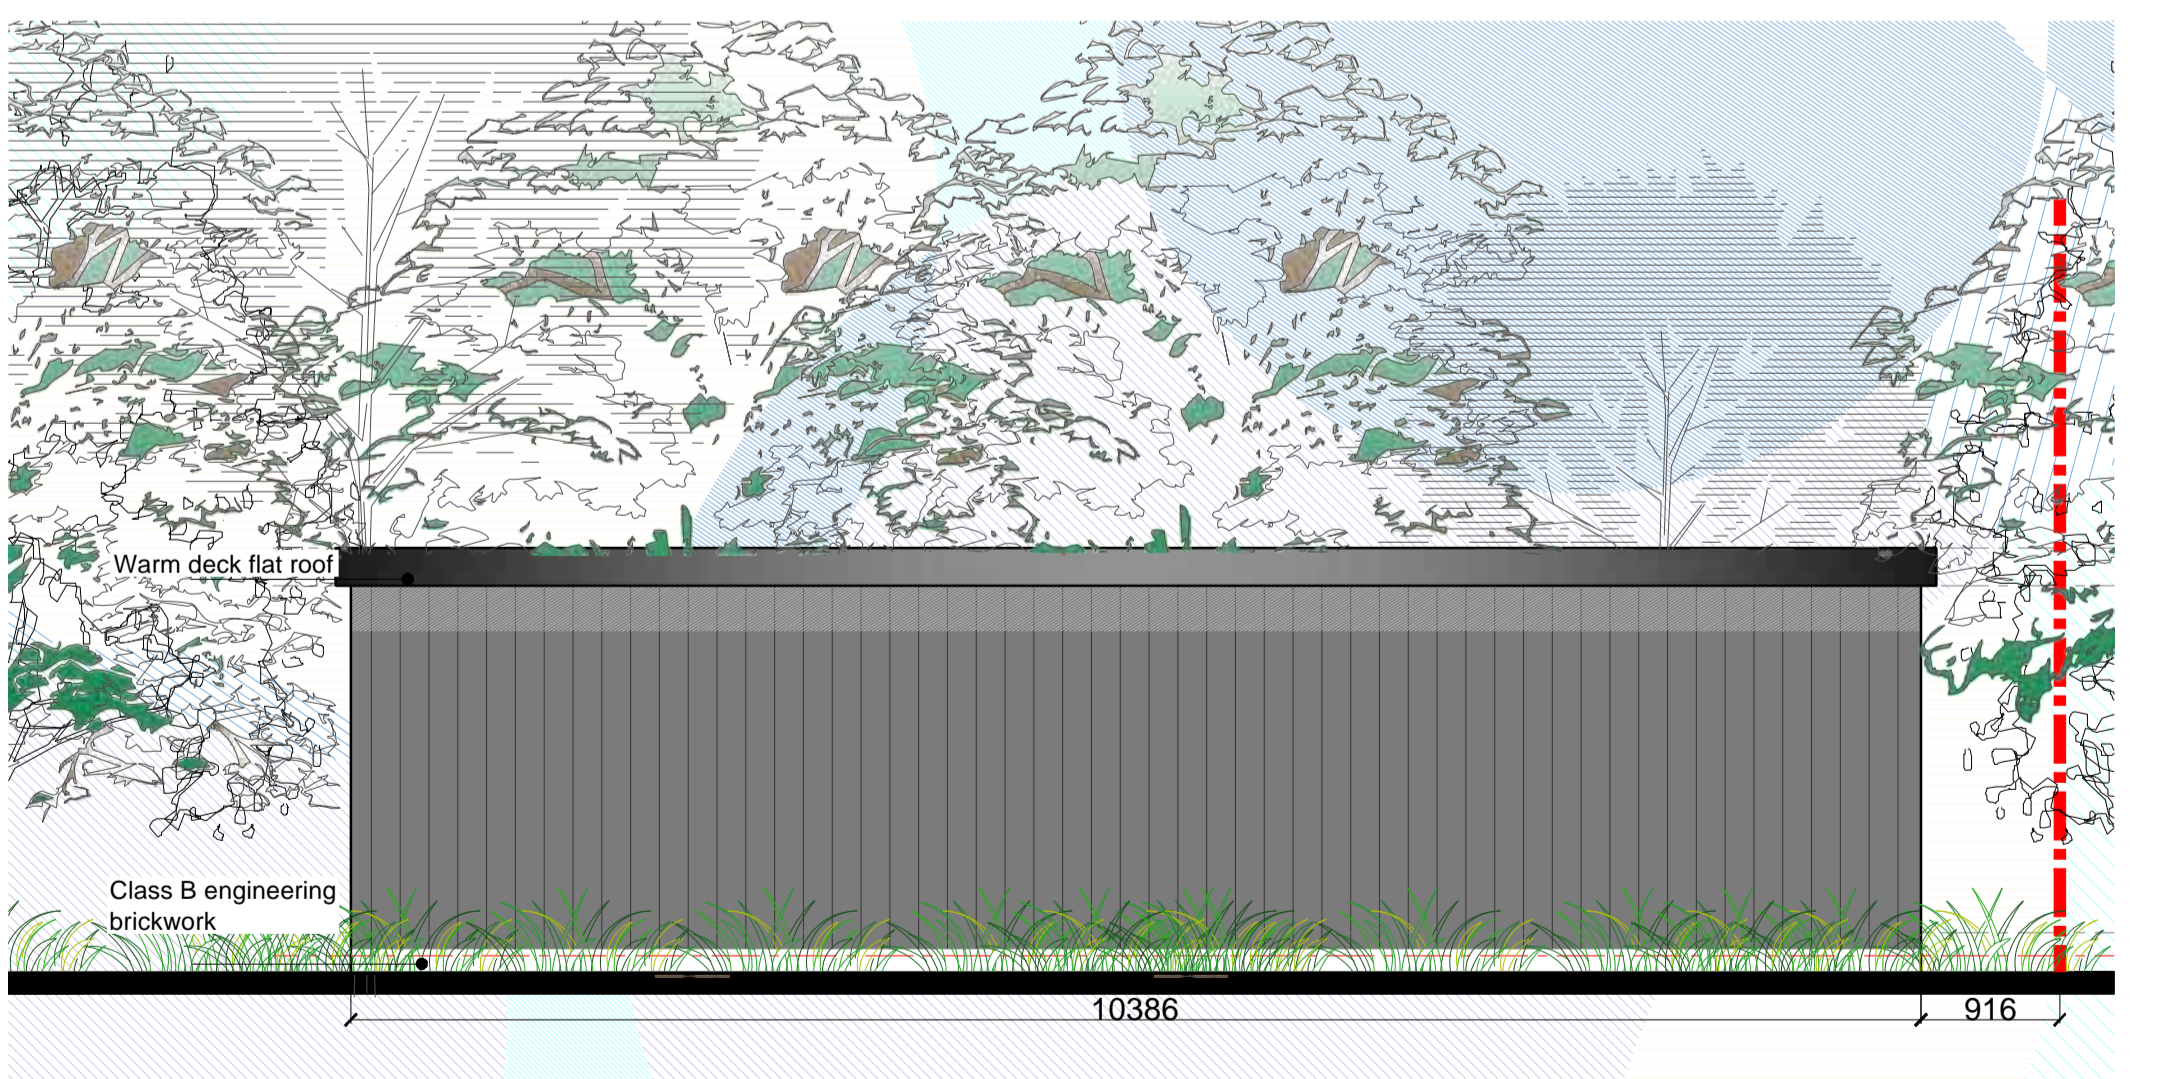 Warm deck flat roof
Class B engineering
brickwork
10386
916